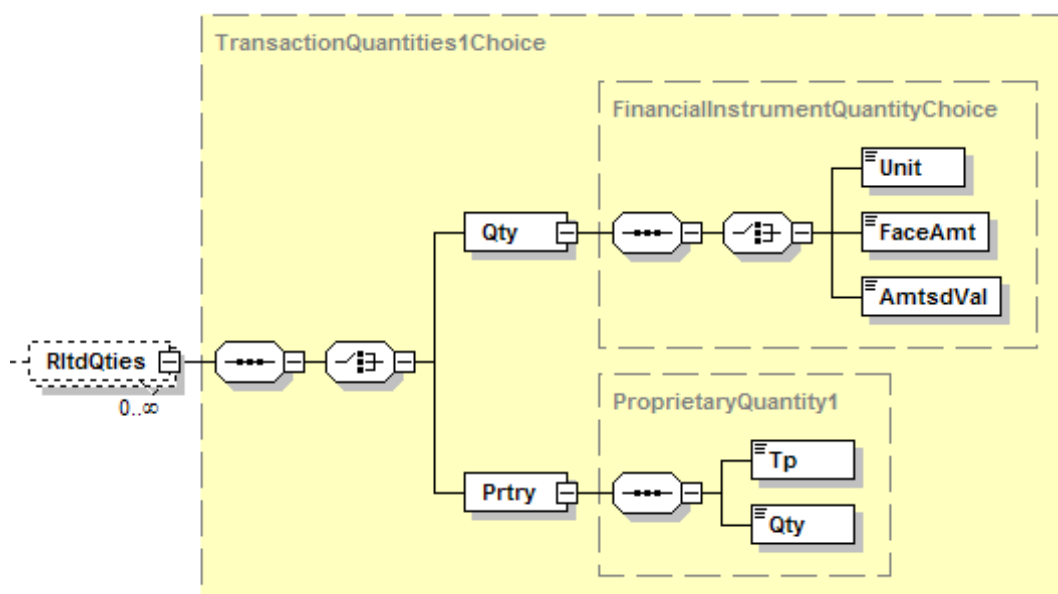 TransactionQuantities1Choice
FinancialInstrumentQuantityChoice
Unit
Qty
FaceAmt
AmtsdVal
RltdQties
0..∞
ProprietaryQuantity1
Tp
Prtry
Qty